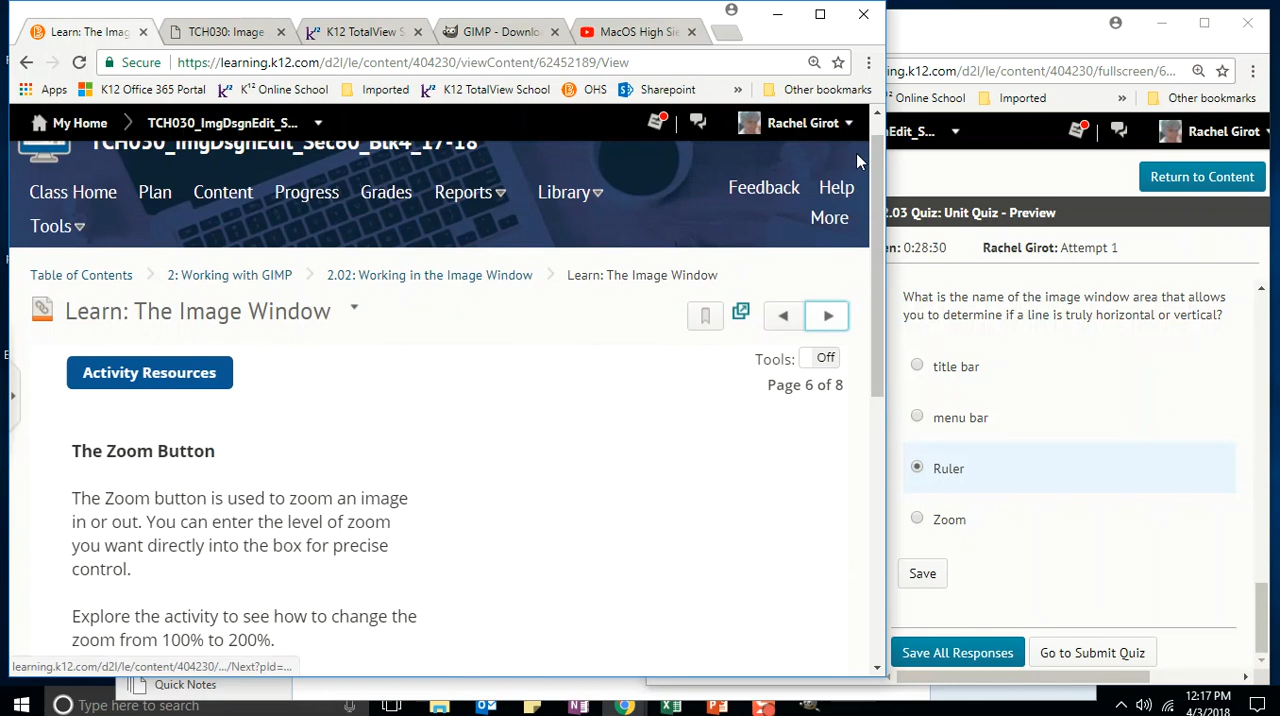 Learn: The Imag
TCH030: Image
K12 TotalView S
GIMP - Downlo
MacOS High Sie
Secure
https://learning.k12.com/d2l/le/content/404230/viewContent/62452189/View
Apps
K12 Office 365 Portal
K¹² Online School
Imported
K12 TotalView School
OHS
Sharepoint
»
Other bookmarks
My Home
TCH030_ImgDsgnEdit_S...
Rachel Girot
TCH030_ImgDsgnEdit_Sec60_Blk4_17-18
Class Home
Plan
Content
Progress
Grades
Reports
Library
Feedback
Help
Tools
More
Table of Contents
2: Working with GIMP
2.02: Working in the Image Window
Learn: The Image Window
Learn: The Image Window
Activity Resources
Tools: Off
Page 6 of 8
The Zoom Button
The Zoom button is used to zoom an image
in or out. You can enter the level of zoom
you want directly into the box for precise
control.
Explore the activity to see how to change the
zoom from 100% to 200%.
learning.k12.com/d2l/le/content/404230/.../Next?pId=...
Quick Notes
ng.k12.com/d2l/le/content/404230/fullscreen/6...
Online School
Imported
»
Other bookmarks
nEdit_S...
Rachel Girot
Return to Content
2.03 Quiz: Unit Quiz - Preview
en: 0:28:30
Rachel Girot: Attempt 1
What is the name of the image window area that allows
you to determine if a line is truly horizontal or vertical?
title bar
menu bar
Ruler
Zoom
Save
Save All Responses
Go to Submit Quiz
Type here to search
12:17 PM
4/3/2018